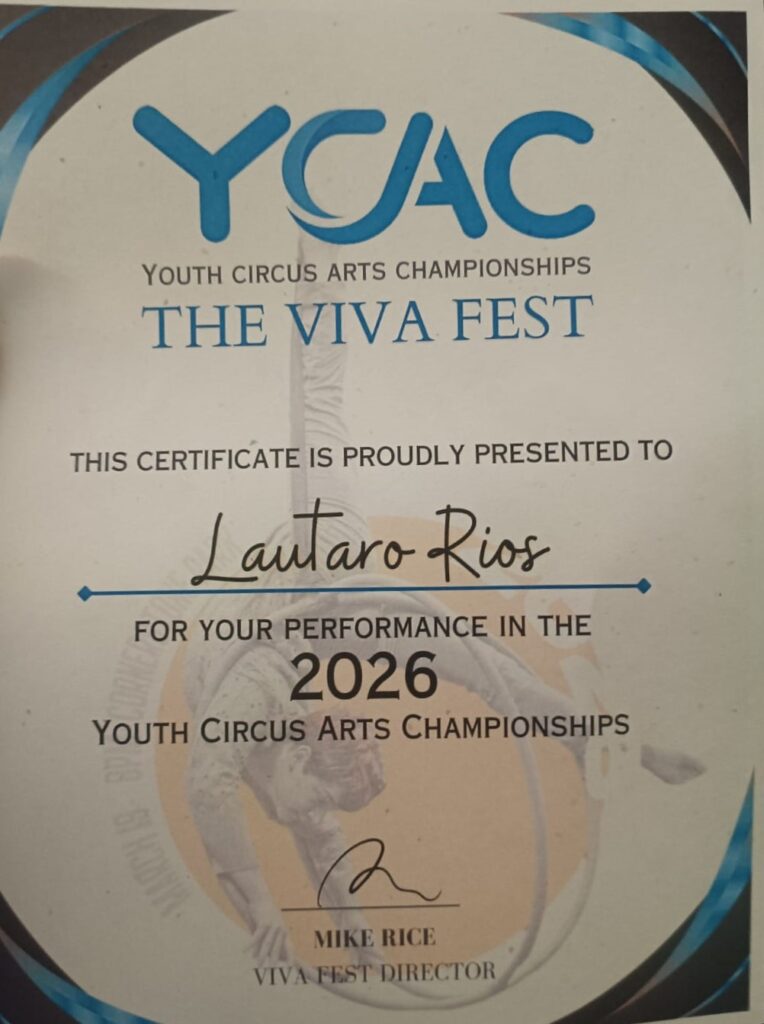 YCAC
YOUTH CIRCUS ARTS CHAMPIONSHIPS
THE VIVA FEST
THIS CERTIFICATE IS PROUDLY PRESENTED TO
Lautaro Rios
FOR YOUR PERFORMANCE IN THE
2026
YOUTH CIRCUS ARTS CHAMPIONSHIPS
MARCH
MIKE RICE
VIVA FEST DIRECTOR